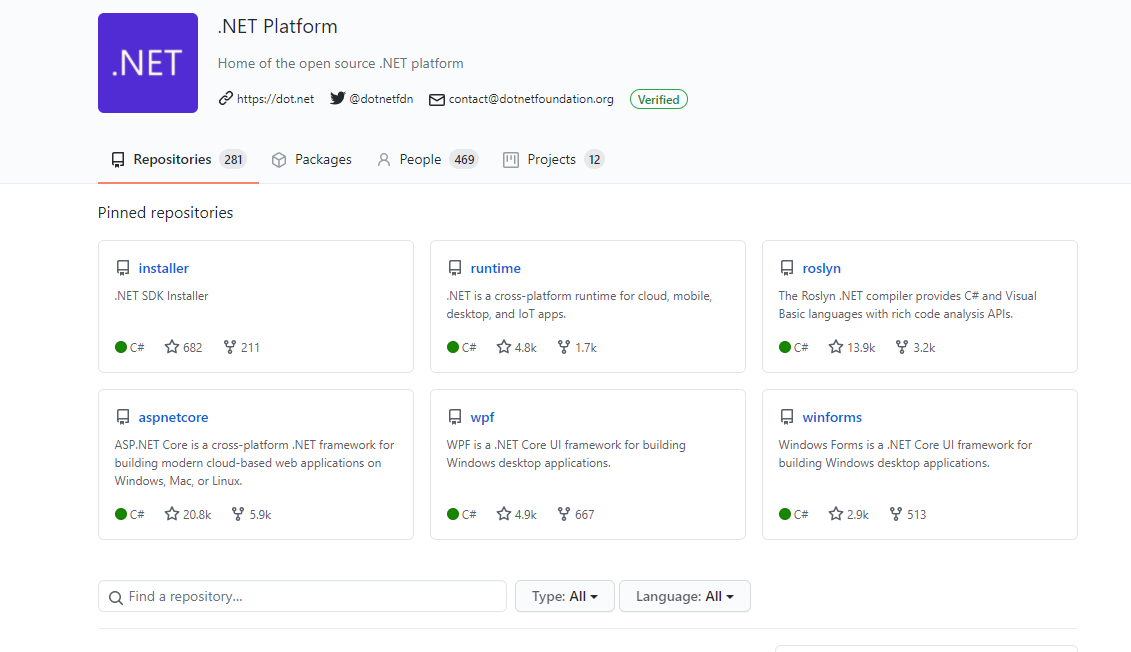 .NET
.NET Platform
Home of the open source .NET platform
https://dot.net @dotnetfdn contact@dotnetfoundation.org Verified
Repositories 281 Packages People 469 Projects 12
Pinned repositories
installer
.NET SDK Installer
C# 682 211
runtime
.NET is a cross-platform runtime for cloud, mobile,
desktop, and IoT apps.
C# 4.8k 1.7k
roslyn
The Roslyn .NET compiler provides C# and Visual
Basic languages with rich code analysis APIs.
C# 13.9k 3.2k
aspnetcore
ASP.NET Core is a cross-platform .NET framework for
building modern cloud-based web applications on
Windows, Mac, or Linux.
C# 20.8k 5.9k
wpf
WPF is a .NET Core UI framework for building
Windows desktop applications.
C# 4.9k 667
winforms
Windows Forms is a .NET Core UI framework for
building Windows desktop applications.
C# 2.9k 513
Find a repository... Type: All Language: All